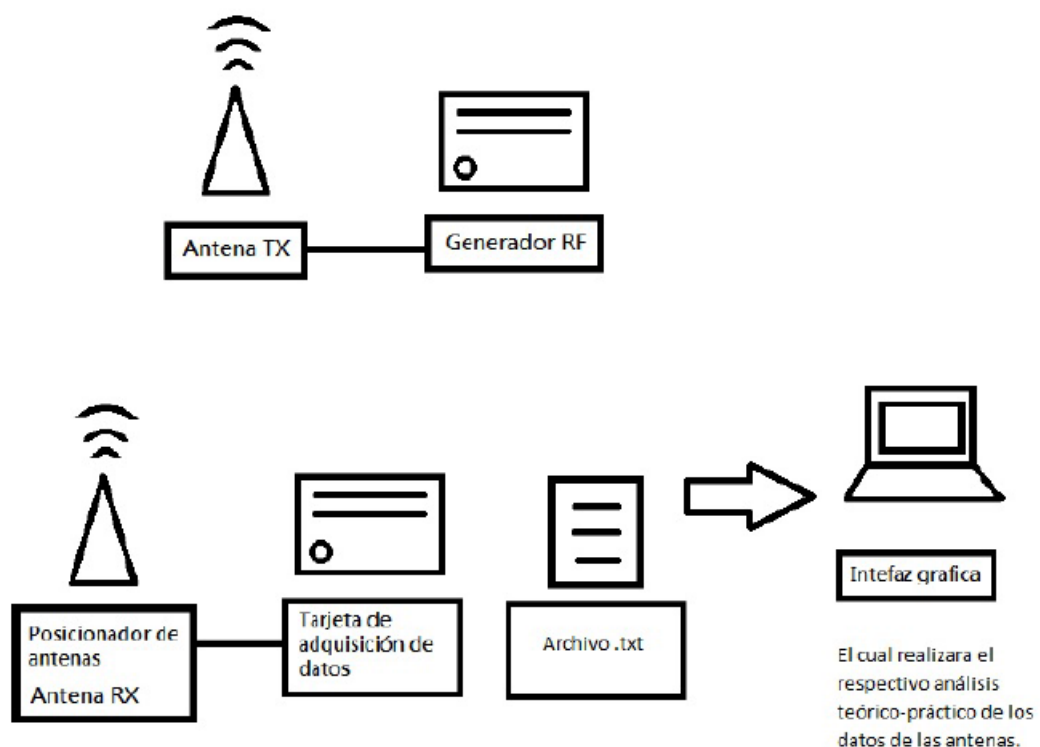 Antena TX
Generador RF
Posicionador de
antenas
Antena RX
Tarjeta de
adquisición de
datos
Archivo .txt
Intefaz grafica
El cual realizara el
respectivo análisis
teórico-práctico de los
datos de las antenas.